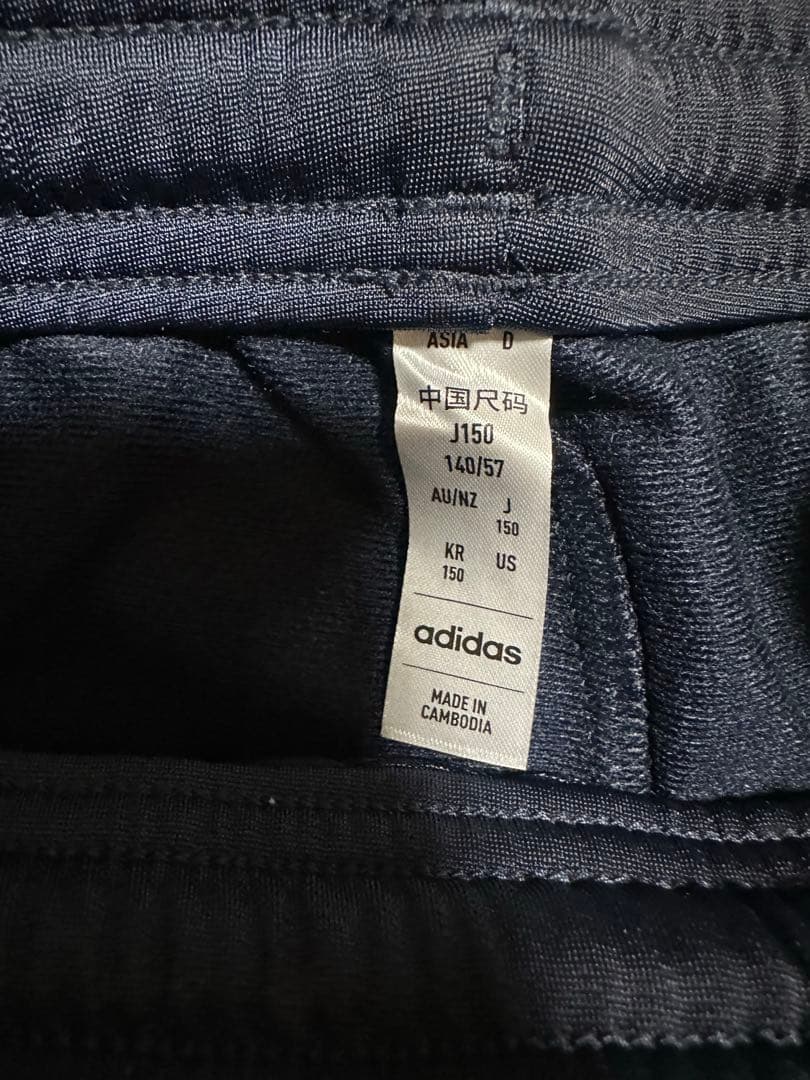 ASIA D
中国尺码
J150
140/57
AU/NZ J
150
KR US
150
adidas
MADE IN
CAMBODIA